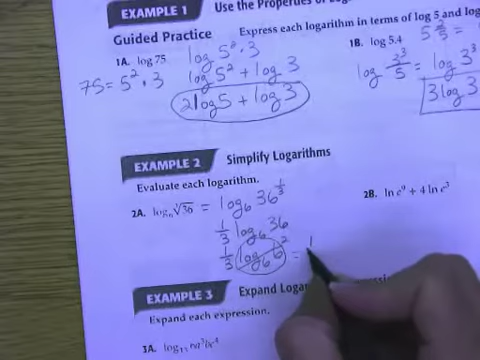 EXAMPLE 1 Use the Properties of
Guided Practice Express each logarithm in terms of log 5 and log
1A. log 75 log 5² · 3
75 = 5² · 3 log 5² + log 3
2 log 5 + log 3
1B. log 5.4 5 2/5 =
log 3³/5 = log 3³
3 log 3
EXAMPLE 2 Simplify Logarithms
Evaluate each logarithm.
2A. log₆ ∛36 = log₆ 36^(1/3)
1/3 log₆ 36
1/3 log₆ 6² = 1
2B. ln e⁹ + 4 ln e³
EXAMPLE 3 Expand
Expand each expression.
3A.